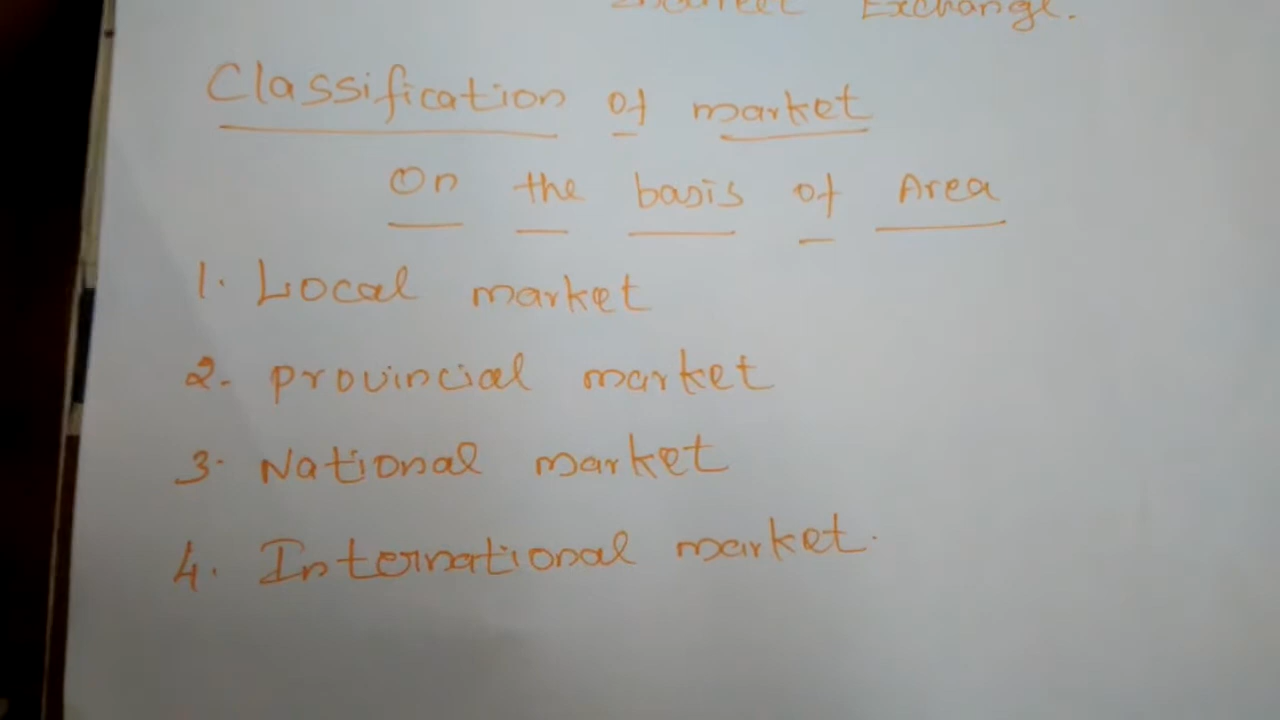 Exchange.
Classification of market
On the basis of Area
1. Local market
2. Provincial market
3. National market
4. International market.